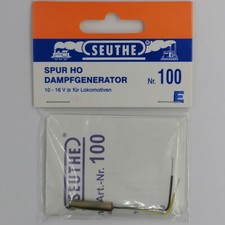 SEUTHE
SPUR HO
DAMPFGENERATOR
Nr. 100
10 - 16 V ≅ für Lokomotiven
E
SEUTHE
Art.-Nr. 100